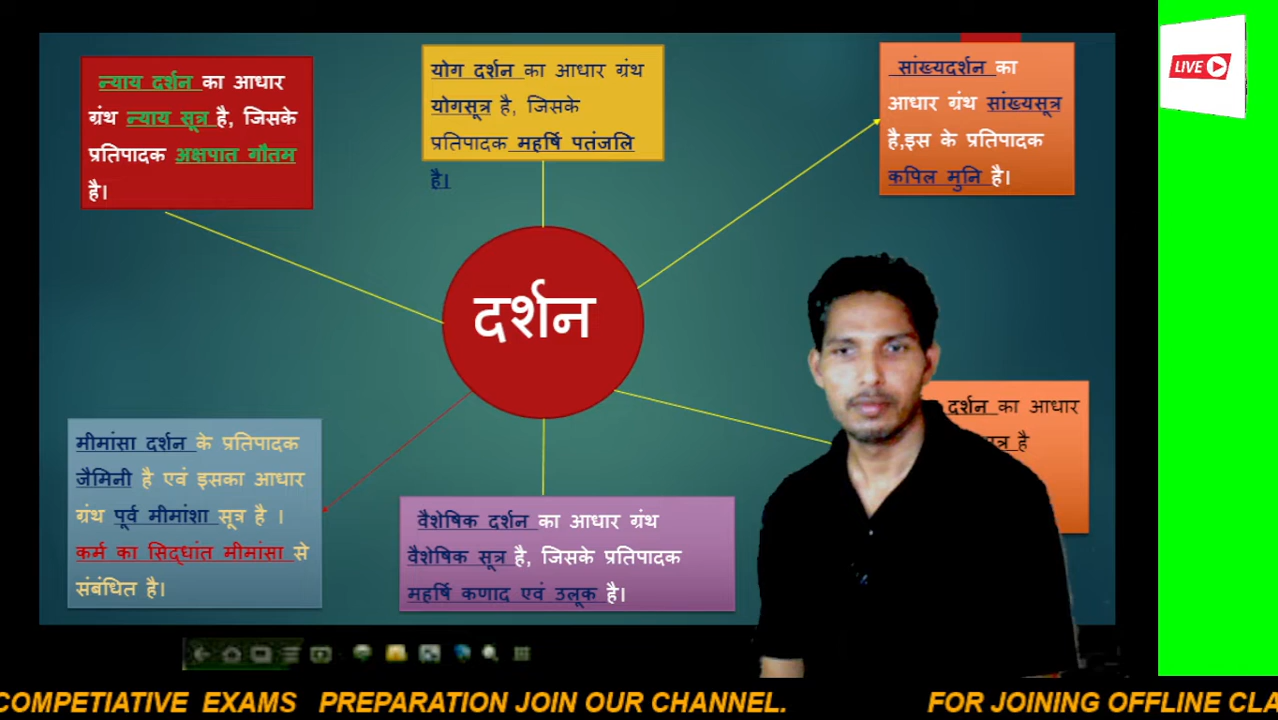 न्याय दर्शन का आधार
ग्रंथ न्याय सूत्र है, जिसके
प्रतिपादक अक्षपात गौतम
है।
योग दर्शन का आधार ग्रंथ
योगसूत्र है, जिसके
प्रतिपादक महर्षि पतंजलि
है।
सांख्यदर्शन का
आधार ग्रंथ सांख्यसूत्र
है,इस के प्रतिपादक
कपिल मुनि है।
LIVE
दर्शन
मीमांसा दर्शन के प्रतिपादक
जैमिनी है एवं इसका आधार
ग्रंथ पूर्व मीमांशा सूत्र है ।
कर्म का सिद्धांत मीमांसा से
संबंधित है।
वैशेषिक दर्शन का आधार ग्रंथ
वैशेषिक सूत्र है, जिसके प्रतिपादक
महर्षि कणाद एवं उलूक है।
दर्शन का आधार
है
COMPETIATIVE EXAMS PREPARATION JOIN OUR CHANNEL. FOR JOINING OFFLINE